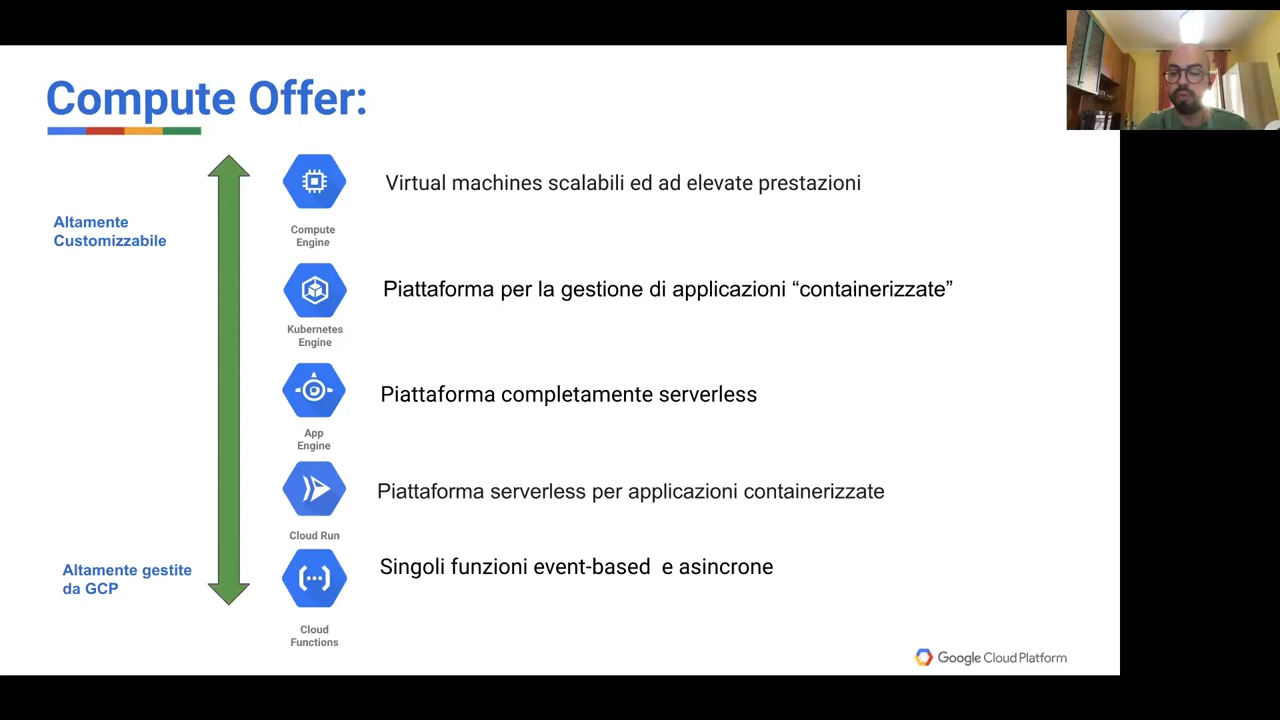 Compute Offer:
Virtual machines scalabili ed ad elevate prestazioni
Altamente
Customizzabile
Compute
Engine
Piattaforma per la gestione di applicazioni “containerizzate”
Kubernetes
Engine
Piattaforma completamente serverless
App
Engine
Piattaforma serverless per applicazioni containerizzate
Cloud Run
Altamente gestite
da GCP
Singoli funzioni event-based e asincrone
Cloud
Functions
Google Cloud Platform